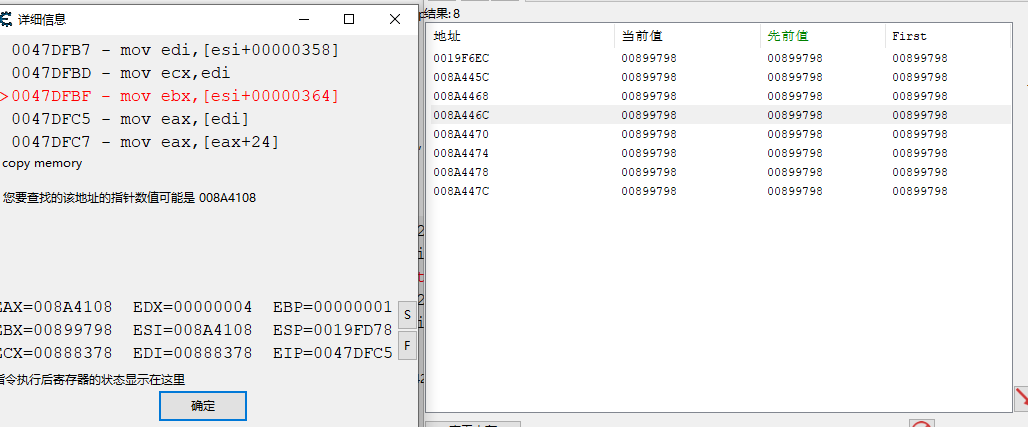 详细信息
0047DFB7 - mov edi,[esi+00000358]
0047DFBD - mov ecx,edi
>0047DFBF - mov ebx,[esi+00000364]
0047DFC5 - mov eax,[edi]
0047DFC7 - mov eax,[eax+24]
copy memory
您要查找的该地址的指针数值可能是 008A4108
EAX=008A4108 EDX=00000004 EBP=00000001
EBX=00899798 ESI=008A4108 ESP=0019FD78
ECX=00888378 EDI=00888378 EIP=0047DFC5
S
F
指令执行后寄存器的状态显示在这里
确定
结果:8
地址 当前值 先前值 First
0019F6EC 00899798 00899798 00899798
008A445C 00899798 00899798 00899798
008A4468 00899798 00899798 00899798
008A446C 00899798 00899798 00899798
008A4470 00899798 00899798 00899798
008A4474 00899798 00899798 00899798
008A4478 00899798 00899798 00899798
008A447C 00899798 00899798 00899798